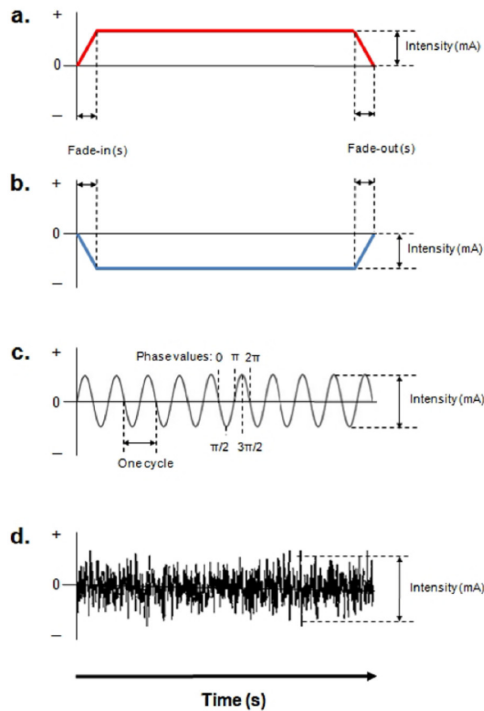 a.
+
0
–
Intensity (mA)
Fade-in (s)
Fade-out (s)
b.
+
0
–
Intensity (mA)
c.
+
0
–
Phase values: 0 π 2π
π/2 3π/2
One cycle
Intensity (mA)
d.
+
0
–
Intensity (mA)
Time (s)